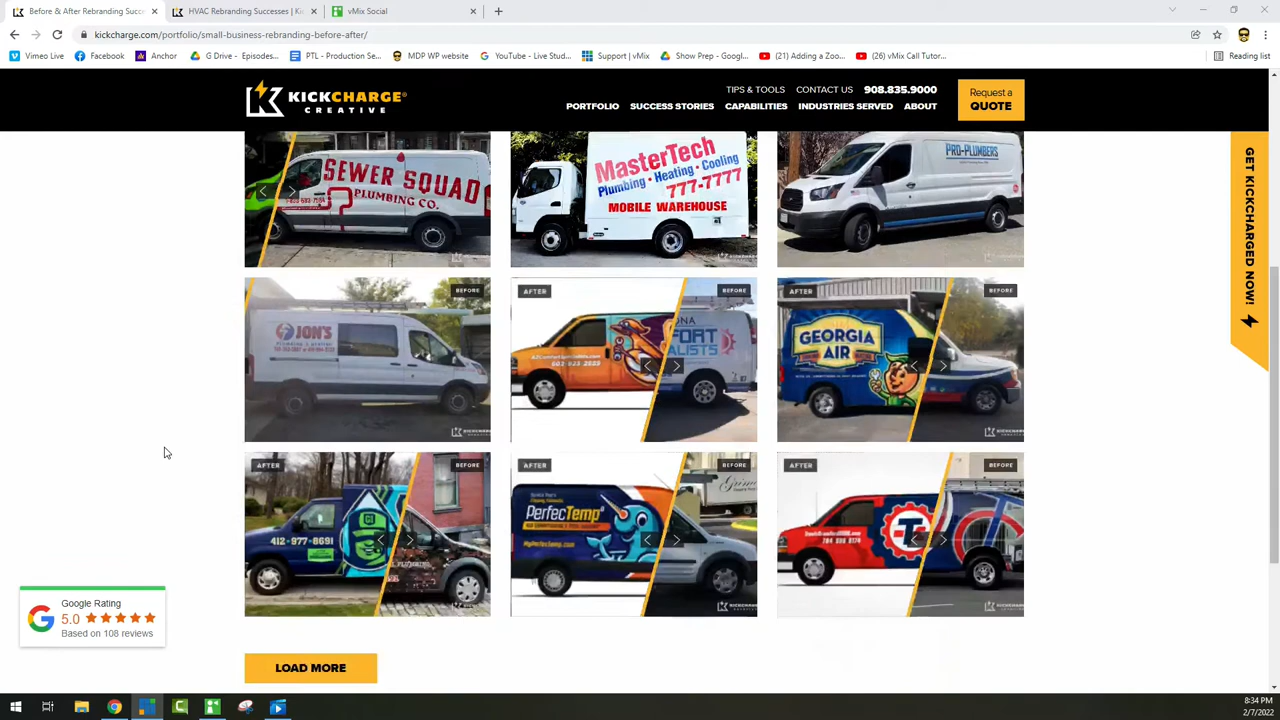 Before & After Rebranding Succe
HVAC Rebranding Successes | Ki
vMix Social
kickcharge.com/portfolio/small-business-rebranding-before-after/
Vimeo Live
Facebook
Anchor
G Drive - Episodes...
PTL - Production Se...
MDP WP website
YouTube - Live Stud...
Support | vMix
Show Prep - Googl...
(21) Adding a Zoo...
(26) vMix Call Tutor...
Reading list
KICKCHARGE®
CREATIVE
TIPS & TOOLS
CONTACT US
908.835.9000
PORTFOLIO
SUCCESS STORIES
CAPABILITIES
INDUSTRIES SERVED
ABOUT
Request a
QUOTE
GET KICKCHARGED NOW!
SEWER SQUAD
PLUMBING CO.
MasterTech
Plumbing • Heating • Cooling
777-7777
MOBILE WAREHOUSE
PRO-PLUMBERS
BEFORE
JON'S
AFTER
BEFORE
AFTER
BEFORE
GEORGIA
AIR
AFTER
BEFORE
412-977-8691
AFTER
BEFORE
PerfecTemp
MyPerfecTemp.com
AFTER
BEFORE
Google Rating
5.0
Based on 108 reviews
LOAD MORE
8:34 PM
2/7/2022